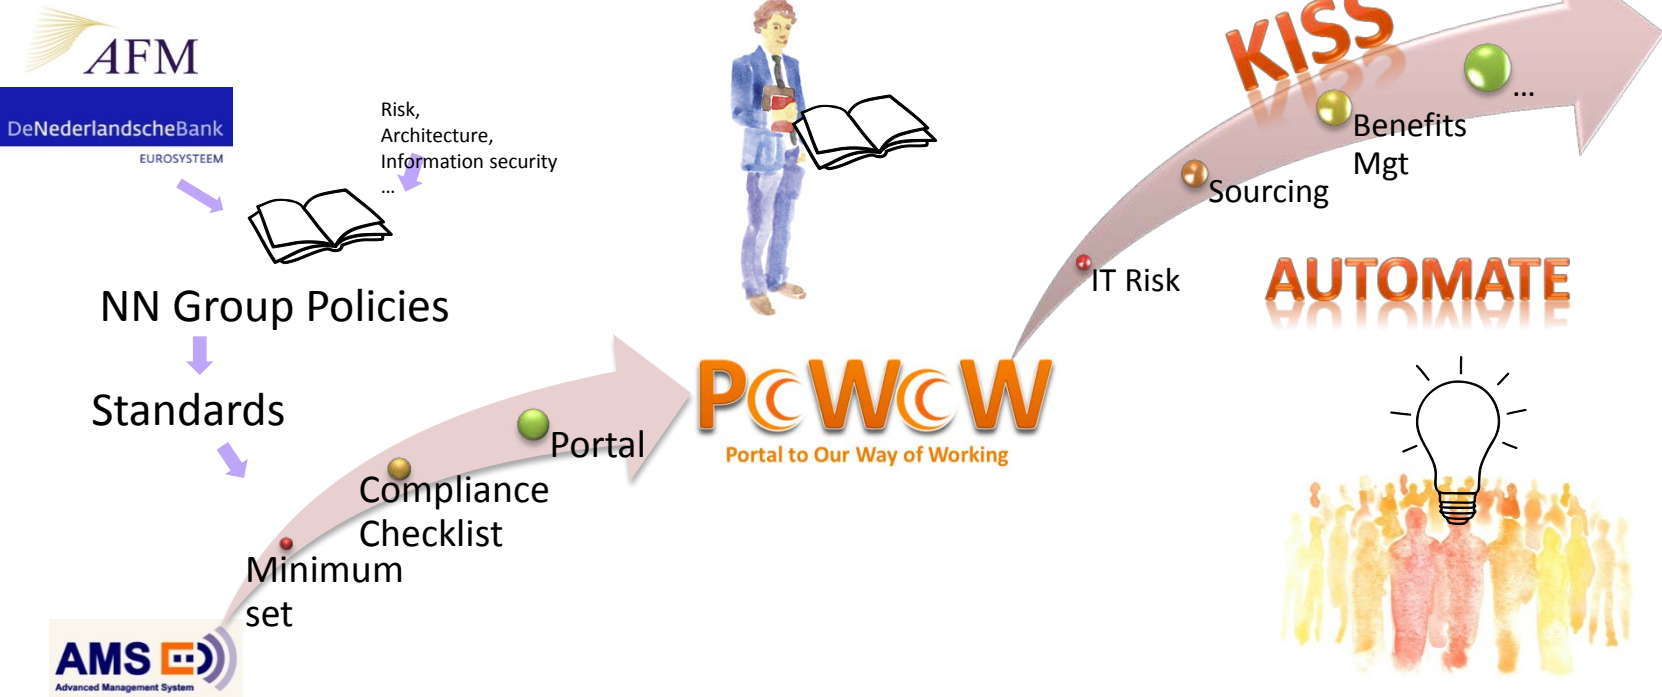 AFM
DeNederlandscheBank
EUROSYSTEEM
Risk,
Architecture,
Information security
...
NN Group Policies
Standards
Minimum
set
Compliance
Checklist
Portal
AMS
Advanced Management System
PoWoW
Portal to Our Way of Working
IT Risk
Sourcing
Benefits
Mgt
...
KISS
AUTOMATE